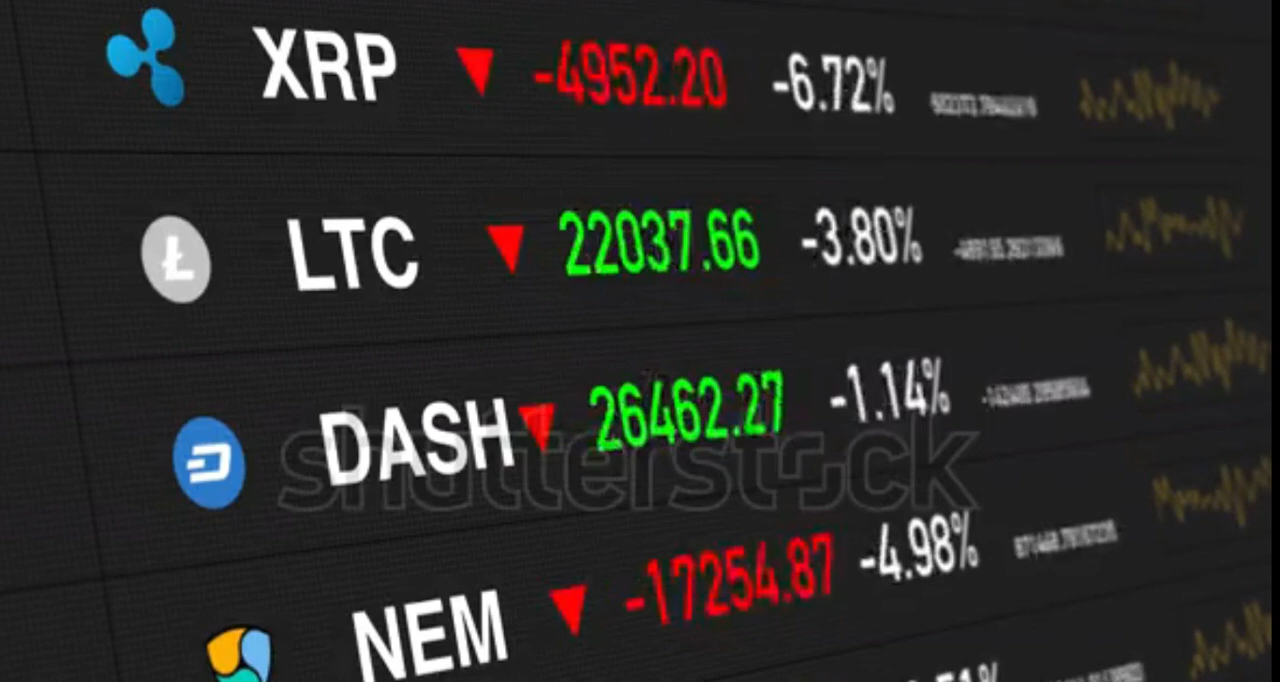 XRP -4952.20 -6.72%
LTC 22037.66 -3.80%
DASH 26462.27 -1.14%
shutterstock
NEM -17254.87 -4.98%